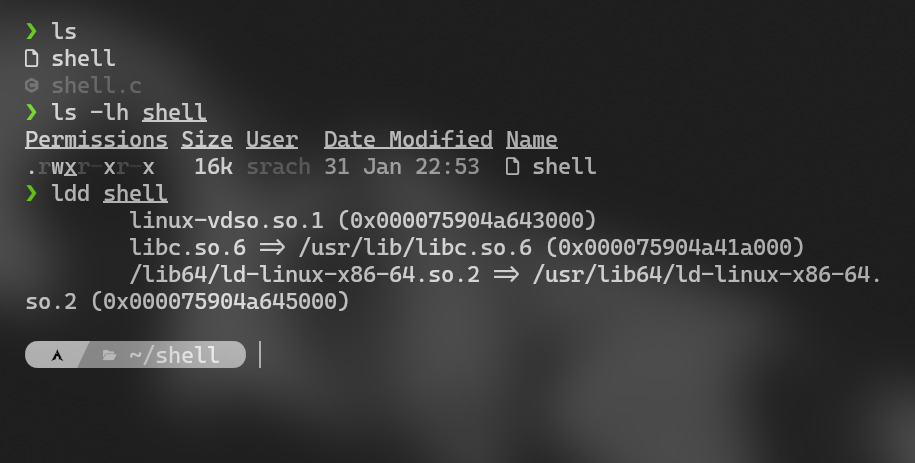 ❯ ls
shell
shell.c
❯ ls -lh shell
Permissions Size User Date Modified Name
.rwxr-xr-x 16k srach 31 Jan 22:53 shell
❯ ldd shell
linux-vdso.so.1 (0x000075904a643000)
libc.so.6 => /usr/lib/libc.so.6 (0x000075904a41a000)
/lib64/ld-linux-x86-64.so.2 => /usr/lib64/ld-linux-x86-64.
so.2 (0x000075904a645000)
~/shell